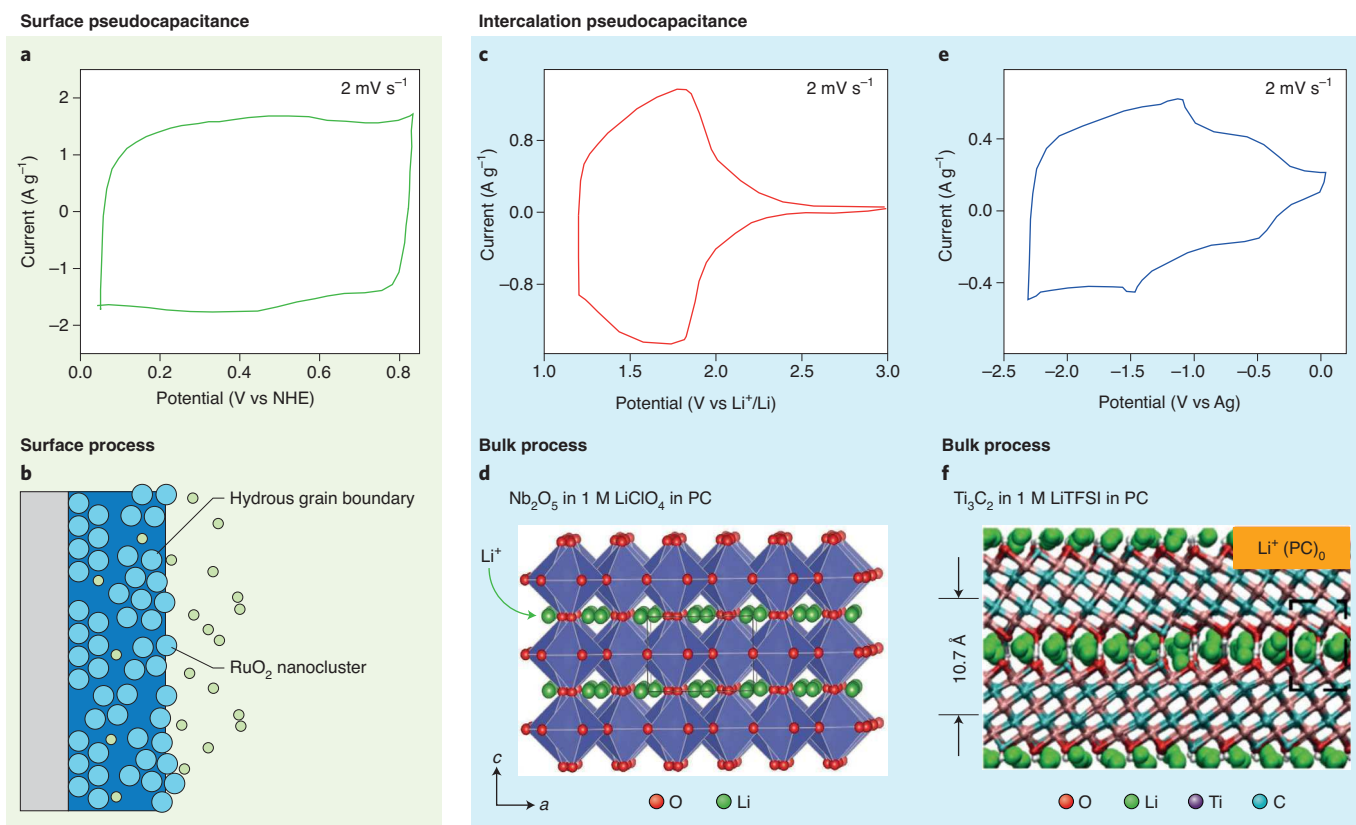 Surface pseudocapacitance
Intercalation pseudocapacitance
a
2 mV s⁻¹
2
1
0
−1
−2
Current (A g⁻¹)
0.0 0.2 0.4 0.6 0.8
Potential (V vs NHE)
c
2 mV s⁻¹
0.8
0.0
−0.8
Current (A g⁻¹)
1.0 1.5 2.0 2.5 3.0
Potential (V vs Li⁺/Li)
e
2 mV s⁻¹
0.4
0.0
−0.4
Current (A g⁻¹)
−2.5 −2.0 −1.5 −1.0 −0.5 0.0
Potential (V vs Ag)
Surface process
b
Hydrous grain boundary
RuO₂ nanocluster
Bulk process
d
Nb₂O₅ in 1 M LiClO₄ in PC
Li⁺
c
a
O Li
Bulk process
f
Ti₃C₂ in 1 M LiTFSI in PC
Li⁺ (PC)₀
10.7 Å
O Li Ti C